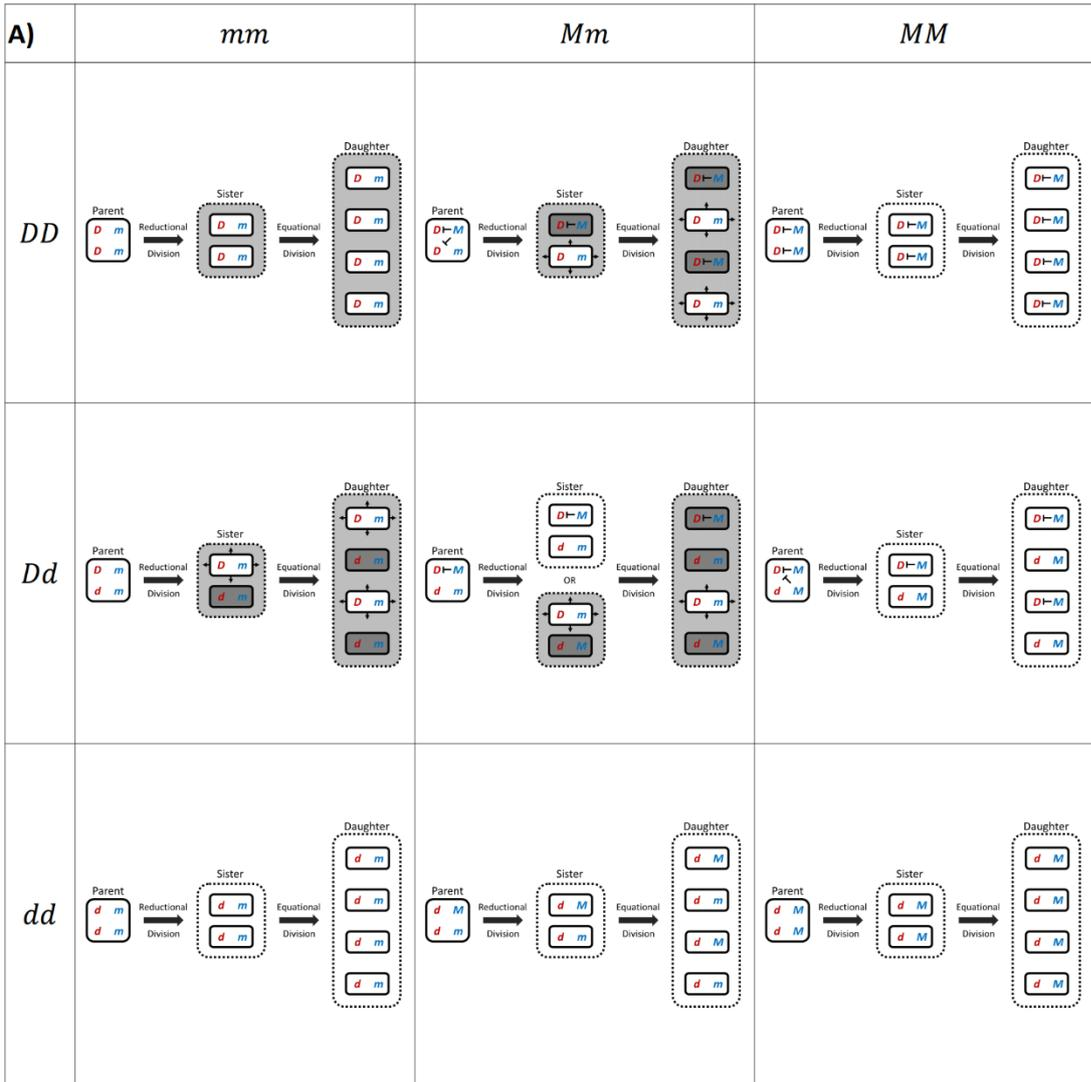 A)
mm
Mm
MM
DD
Parent
D m
D m
Reductional
Division
Sister
D m
D m
Equational
Division
Daughter
D m
D m
D m
D m
Parent
D M
D m
Reductional
Division
Sister
D M
D m
Equational
Division
Daughter
D M
D m
D M
D m
Parent
D M
D M
Reductional
Division
Sister
D M
D M
Equational
Division
Daughter
D M
D M
D M
D M
Dd
Parent
D m
d m
Reductional
Division
Sister
D m
d m
Equational
Division
Daughter
D m
d m
D m
d m
Parent
D M
d m
Reductional
Division
Sister
D M
d m
OR
D m
d M
Equational
Division
Daughter
D M
d m
D m
d M
Parent
D M
d M
Reductional
Division
Sister
D M
d M
Equational
Division
Daughter
D M
d M
D M
d M
dd
Parent
d m
d m
Reductional
Division
Sister
d m
d m
Equational
Division
Daughter
d m
d m
d m
d m
Parent
d M
d m
Reductional
Division
Sister
d M
d m
Equational
Division
Daughter
d M
d m
d M
d m
Parent
d M
d M
Reductional
Division
Sister
d M
d M
Equational
Division
Daughter
d M
d M
d M
d M